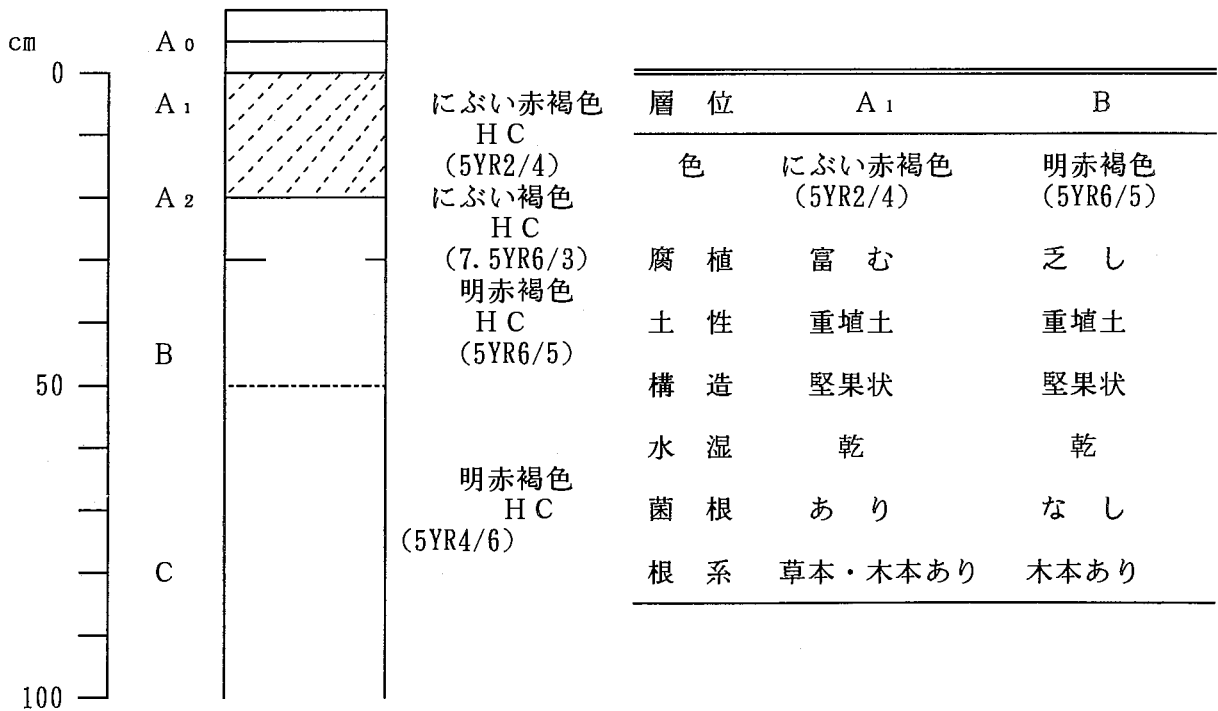 cm
0
50
100
A₀
A₁
A₂
B
C
にぶい赤褐色
HC
(5YR2/4)
にぶい褐色
HC
(7.5YR6/3)
明赤褐色
HC
(5YR6/5)
明赤褐色
HC
(5YR4/6)
層位 A₁ B
色 にぶい赤褐色 明赤褐色
(5YR2/4) (5YR6/5)
腐植 富む 乏し
土性 重埴土 重埴土
構造 堅果状 堅果状
水湿 乾 乾
菌根 あり なし
根系 草本・木本あり 木本あり